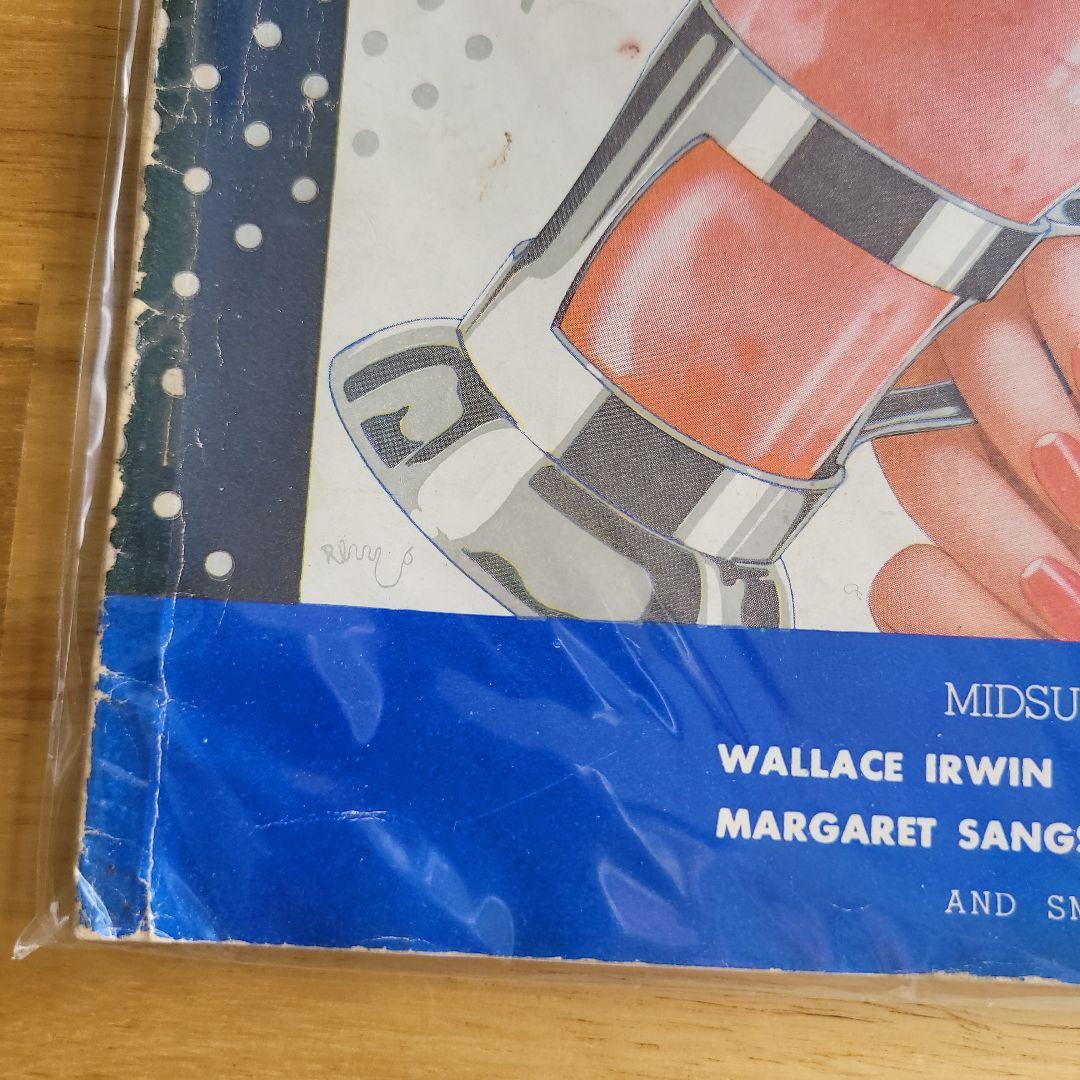 MIDSU
WALLACE IRWIN
MARGARET SANGS
AND SM